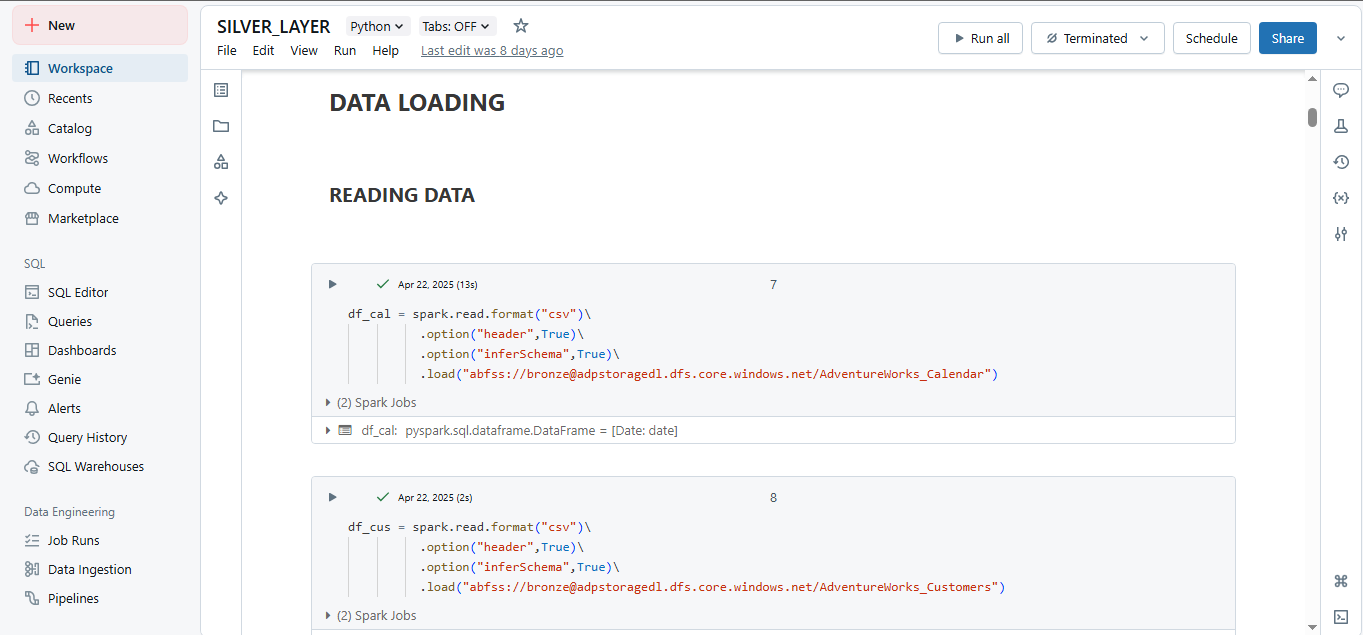 New
Workspace
Recents
Catalog
Workflows
Compute
Marketplace
SQL
SQL Editor
Queries
Dashboards
Genie
Alerts
Query History
SQL Warehouses
Data Engineering
Job Runs
Data Ingestion
Pipelines
SILVER_LAYER Python Tabs: OFF
File Edit View Run Help Last edit was 8 days ago
Run all Terminated Schedule Share
DATA LOADING
READING DATA
Apr 22, 2025 (13s) 7
df_cal = spark.read.format("csv")\
.option("header",True)\
.option("inferSchema",True)\
.load("abfss://bronze@adpstoragedl.dfs.core.windows.net/AdventureWorks_Calendar")
(2) Spark Jobs
df_cal: pyspark.sql.dataframe.DataFrame = [Date: date]
Apr 22, 2025 (2s) 8
df_cus = spark.read.format("csv")\
.option("header",True)\
.option("inferSchema",True)\
.load("abfss://bronze@adpstoragedl.dfs.core.windows.net/AdventureWorks_Customers")
(2) Spark Jobs